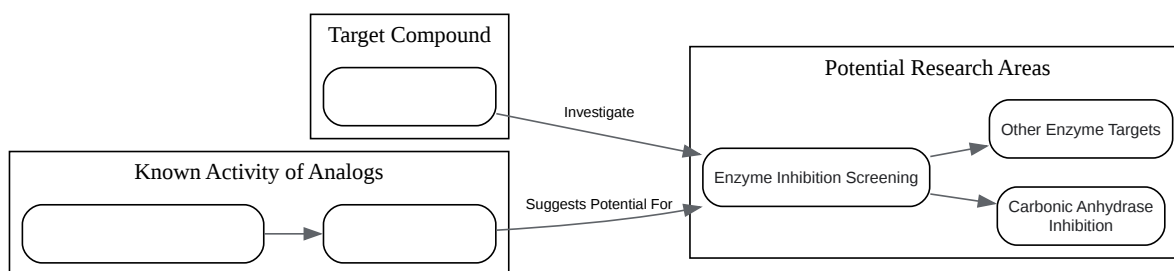 Target Compound
Investigate
Known Activity of Analogs
Suggests Potential For
Potential Research Areas
Enzyme Inhibition Screening
Other Enzyme Targets
Carbonic Anhydrase
Inhibition